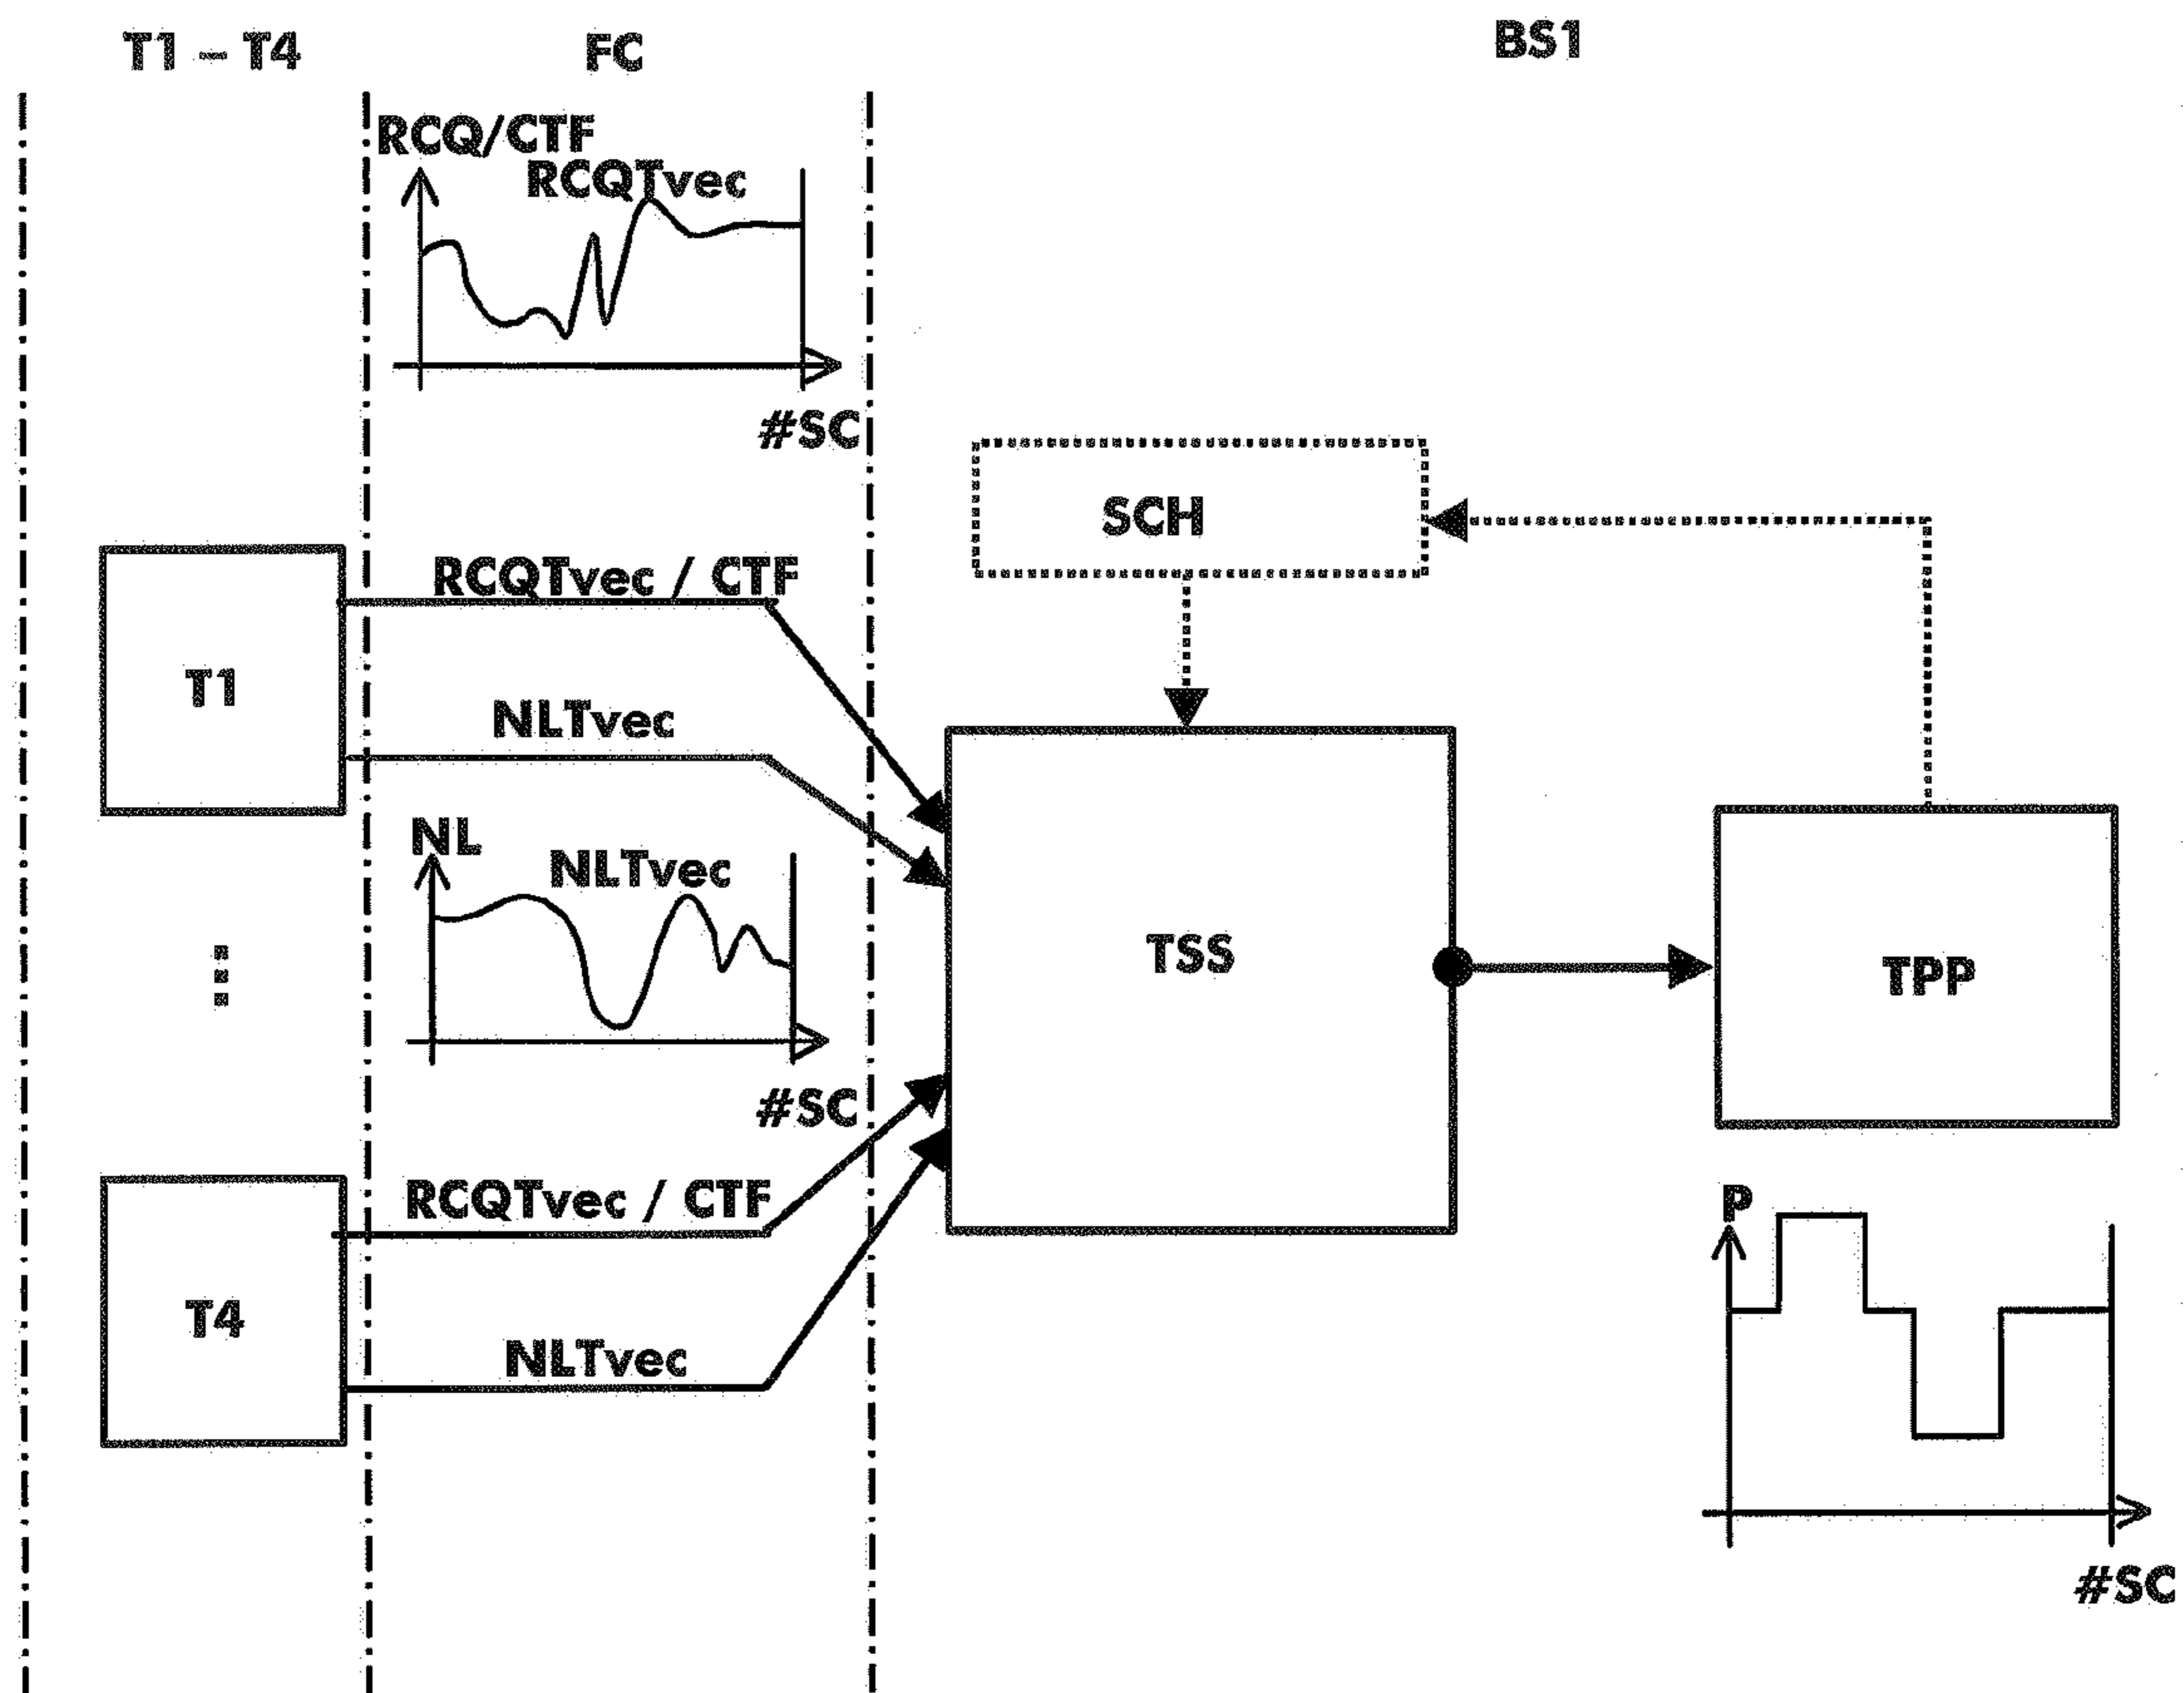 T1 – T4
FC
BS1
RCQ/CTF
RCQTvec
#SC
SCH
RCQTvec / CTF
T1
NLTvec
NL
NLTvec
TSS
TPP
#SC
RCQTvec / CTF
P
T4
NLTvec
#SC